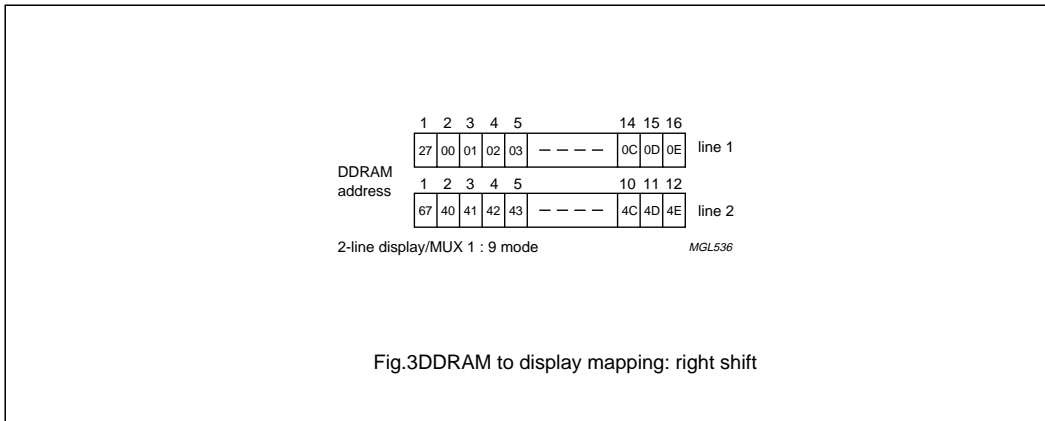 1 2 3 4 5 14 15 16
27 00 01 02 03 0C 0D 0E line 1
DDRAM
address
1 2 3 4 5 10 11 12
67 40 41 42 43 4C 4D 4E line 2
2-line display/MUX 1 : 9 mode MGL536
Fig.3DDRAM to display mapping: right shift